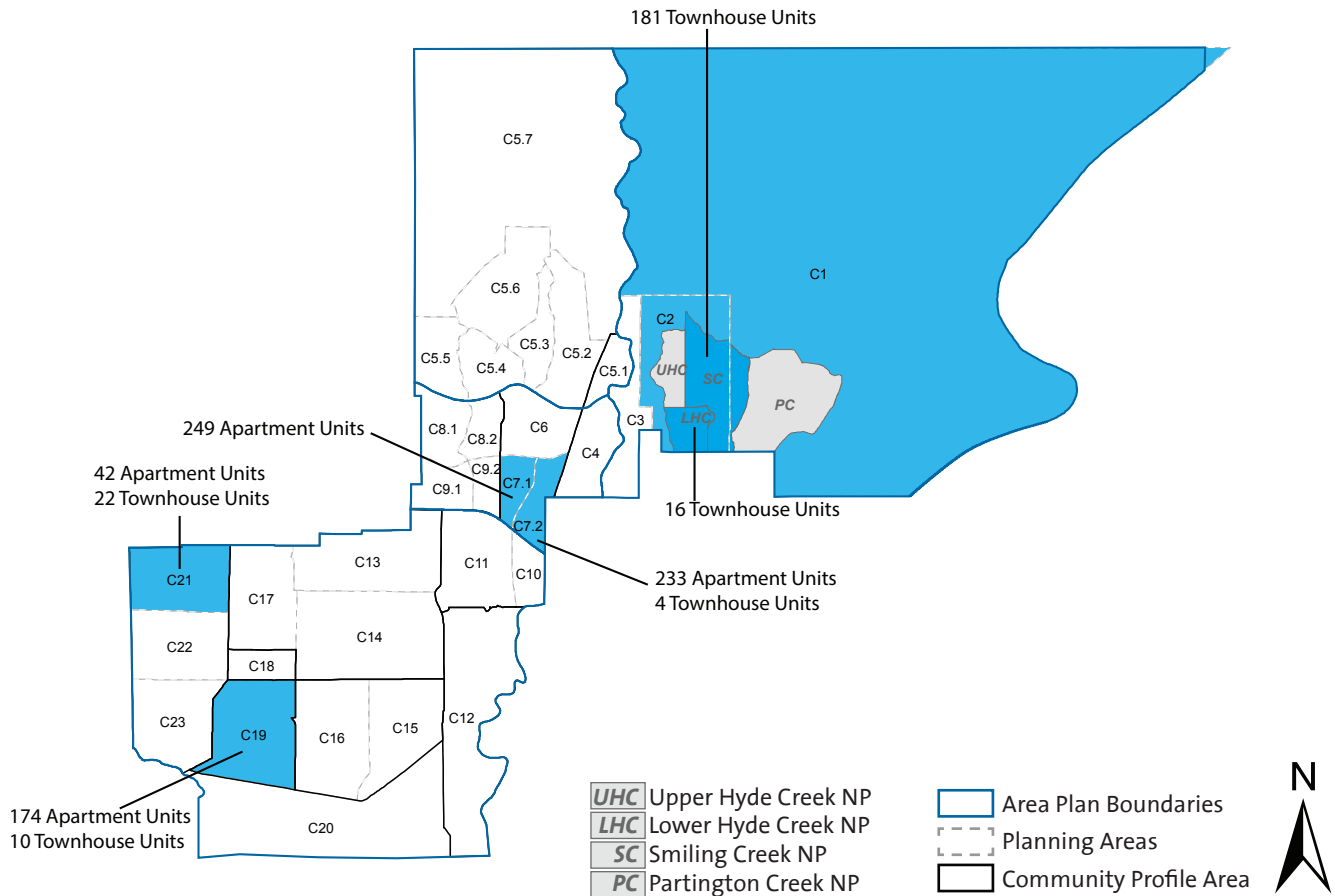 181 Townhouse Units
C5.7
C1
C5.6
C2
C5.3
C5.2
C5.5
C5.4
C5.1
UHC
SC
PC
LHC
C3
C6
C8.1
C8.2
C4
249 Apartment Units
C9.2
C7.1
C9.1
42 Apartment Units
22 Townhouse Units
16 Townhouse Units
C7.2
C13
C11
C10
C21
C17
233 Apartment Units
4 Townhouse Units
C14
C22
C18
C23
C19
C16
C15
C12
174 Apartment Units
10 Townhouse Units
C20
UHC Upper Hyde Creek NP
LHC Lower Hyde Creek NP
SC Smiling Creek NP
PC Partington Creek NP
Area Plan Boundaries
Planning Areas
Community Profile Area
N